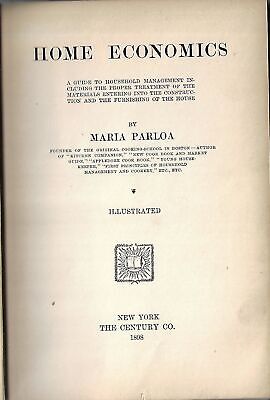 HOME ECONOMICS
A GUIDE TO HOUSEHOLD MANAGEMENT IN-
CLUDING THE PROPER TREATMENT OF THE
MATERIALS ENTERING INTO THE CONSTRUC-
TION AND THE FURNISHING OF THE HOUSE
BY
MARIA PARLOA
FOUNDER OF THE ORIGINAL COOKING-SCHOOL IN BOSTON—AUTHOR
OF "KITCHEN COMPANION," "NEW COOK BOOK AND MARKET
GUIDE," "APPLEDORE COOK BOOK," "YOUNG HOUSE-
KEEPER," "FIRST PRINCIPLES OF HOUSEHOLD
MANAGEMENT AND COOKERY," ETC., ETC.
ILLUSTRATED
NEW YORK
THE CENTURY CO.
1898